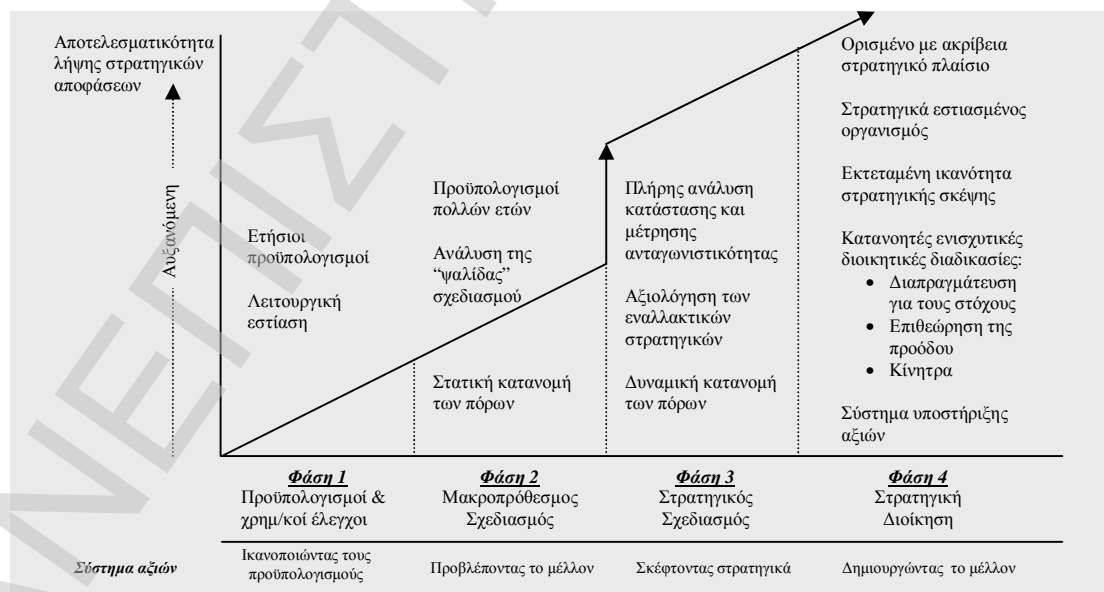 Αποτελεσματικότητα
λήψης στρατηγικών
αποφάσεων
Αυξανόμενη
Ετήσιοι
προϋπολογισμοί
Λειτουργική
εστίαση
Προϋπολογισμοί
πολλών ετών
Ανάλυση της
“ψαλίδας”
σχεδιασμού
Στατική κατανομή
των πόρων
Πλήρης ανάλυση
κατάστασης και
μέτρησης
ανταγωνιστικότητας
Αξιολόγηση των
εναλλακτικών
στρατηγικών
Δυναμική κατανομή
των πόρων
Ορισμένο με ακρίβεια
στρατηγικό πλαίσιο
Στρατηγικά εστιασμένος
οργανισμός
Εκτεταμένη ικανότητα
στρατηγικής σκέψης
Κατανοητές ενισχυτικές
διοικητικές διαδικασίες:
• Διαπραγμάτευση
για τους στόχους
• Επιθεώρηση της
προόδου
• Κίνητρα
Σύστημα υποστήριξης
αξιών
Φάση 1
Προϋπολογισμοί &
χρημ/κοί έλεγχοι
Φάση 2
Μακροπρόθεσμος
Σχεδιασμός
Φάση 3
Στρατηγικός
Σχεδιασμός
Φάση 4
Στρατηγική
Διοίκηση
Σύστημα αξιών
Ικανοποιώντας τους
προϋπολογισμούς
Προβλέποντας το μέλλον
Σκέφτοντας στρατηγικά
Δημιουργώντας το μέλλον